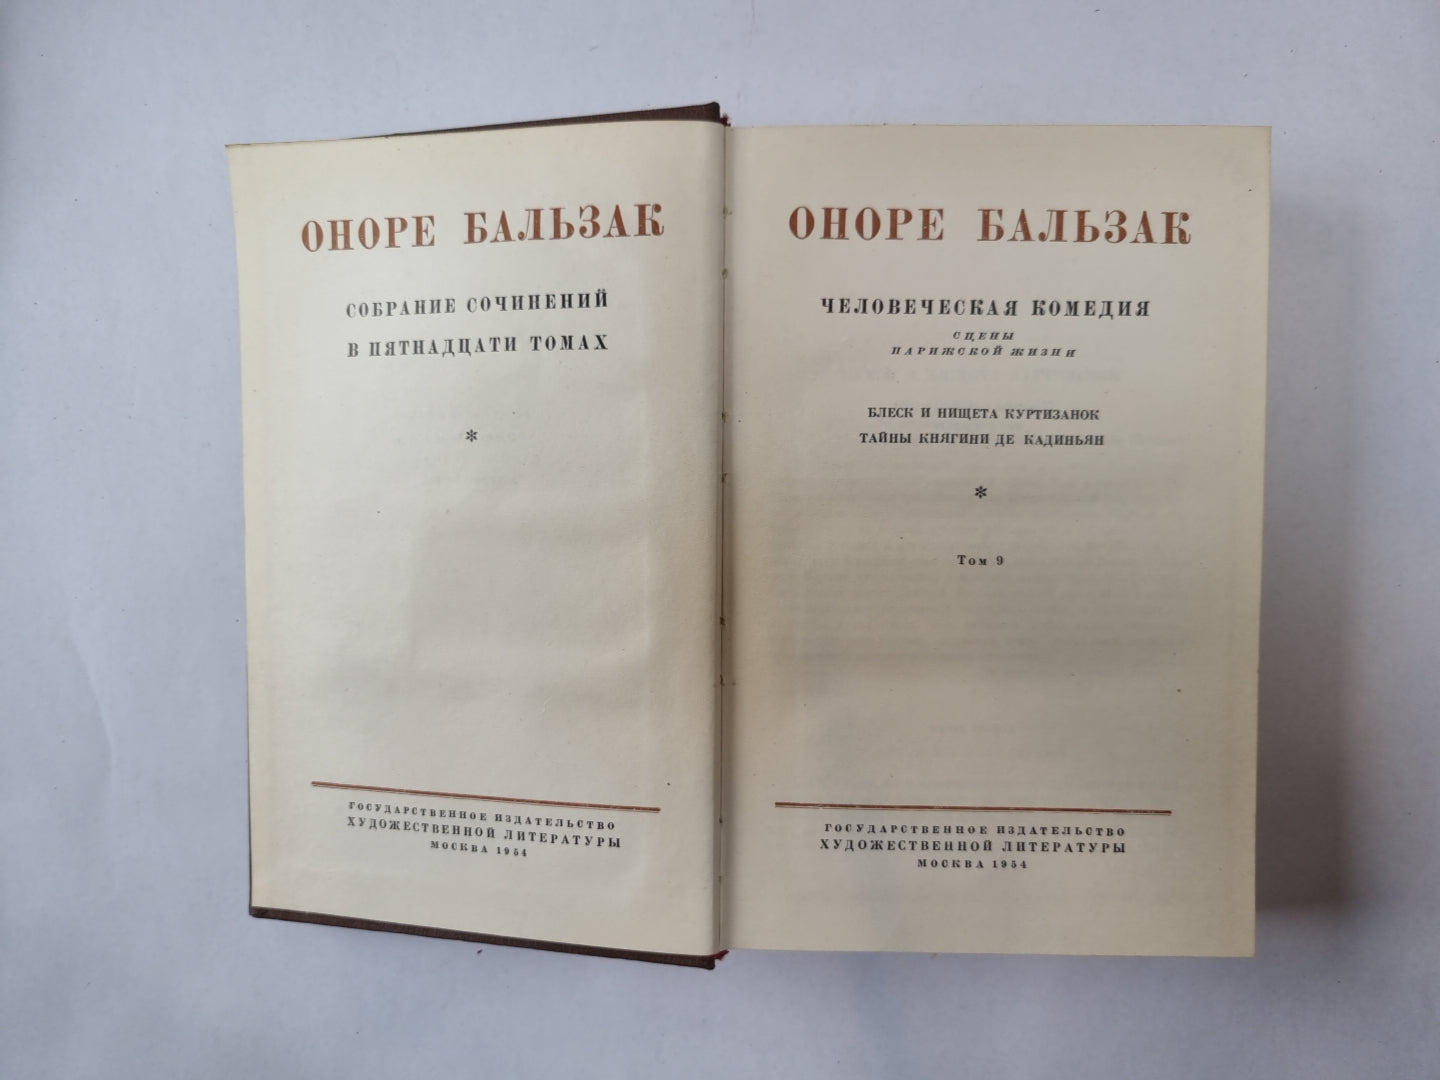 ОНОРЕ БАЛЬЗАК
СОБРАНИЕ СОЧИНЕНИЙ
В ПЯТНАДЦАТИ ТОМАХ
*
ГОСУДАРСТВЕННОЕ ИЗДАТЕЛЬСТВО
ХУДОЖЕСТВЕННОЙ ЛИТЕРАТУРЫ
МОСКВА 1954
ОНОРЕ БАЛЬЗАК
ЧЕЛОВЕЧЕСКАЯ КОМЕДИЯ
СЦЕНЫ
ПАРИЖСКОЙ ЖИЗНИ
БЛЕСК И НИЩЕТА КУРТИЗАНОК
ТАЙНЫ КНЯГИНИ ДЕ КАДИНЬЯН
*
Том 9
ГОСУДАРСТВЕННОЕ ИЗДАТЕЛЬСТВО
ХУДОЖЕСТВЕННОЙ ЛИТЕРАТУРЫ
МОСКВА 1954